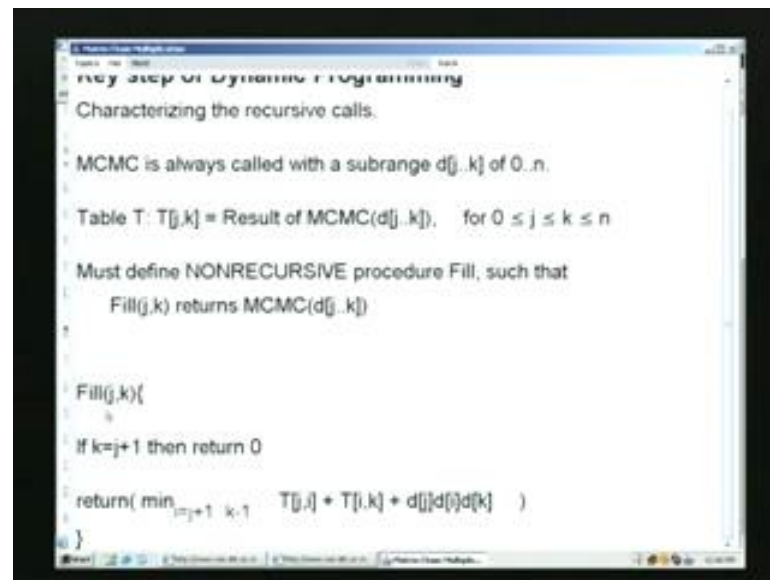 Key step of Dynamic Programming
Characterizing the recursive calls.
MCMC is always called with a subrange d[j..k] of 0..n.
Table T: T[j,k] = Result of MCMC(d[j..k]), for 0 ≤ j ≤ k ≤ n
Must define NONRECURSIVE procedure Fill, such that
Fill(j,k) returns MCMC(d[j..k])
Fill(j,k){
If k=j+1 then return 0
return( min i=j+1 k-1 T[j,i] + T[i,k] + d[j]d[i]d[k] )
}